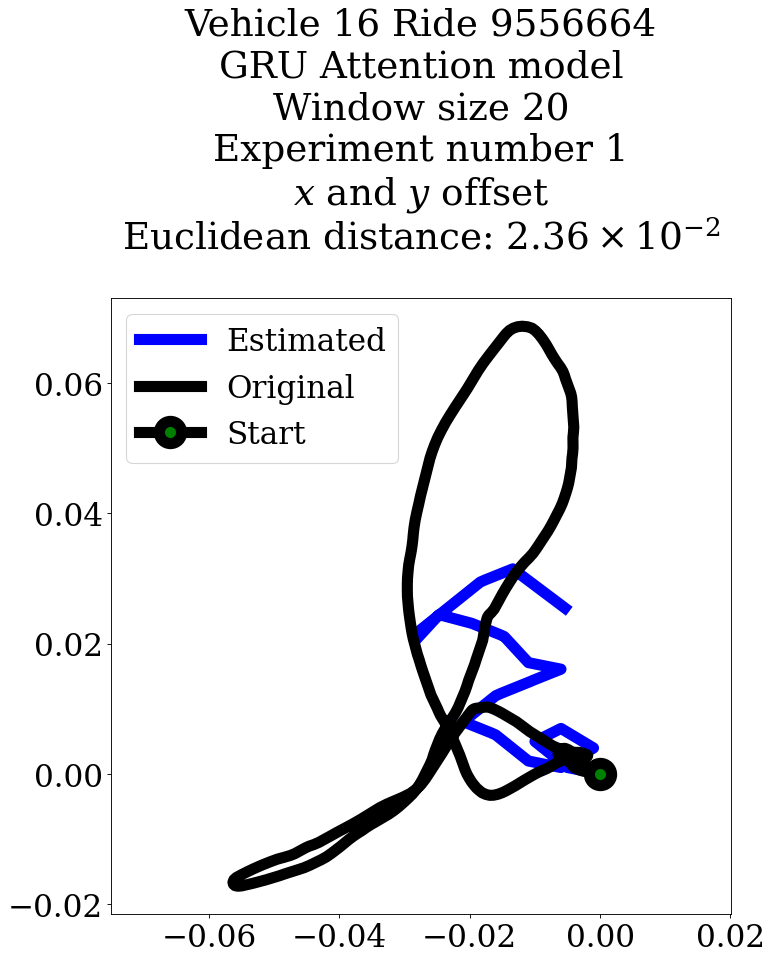 Vehicle 16 Ride 9556664
GRU Attention model
Window size 20
Experiment number 1
x and y offset
Euclidean distance: 2.36 × 10⁻²
Estimated
Original
Start
0.06
0.04
0.02
0.00
−0.02
−0.06 −0.04 −0.02 0.00 0.02